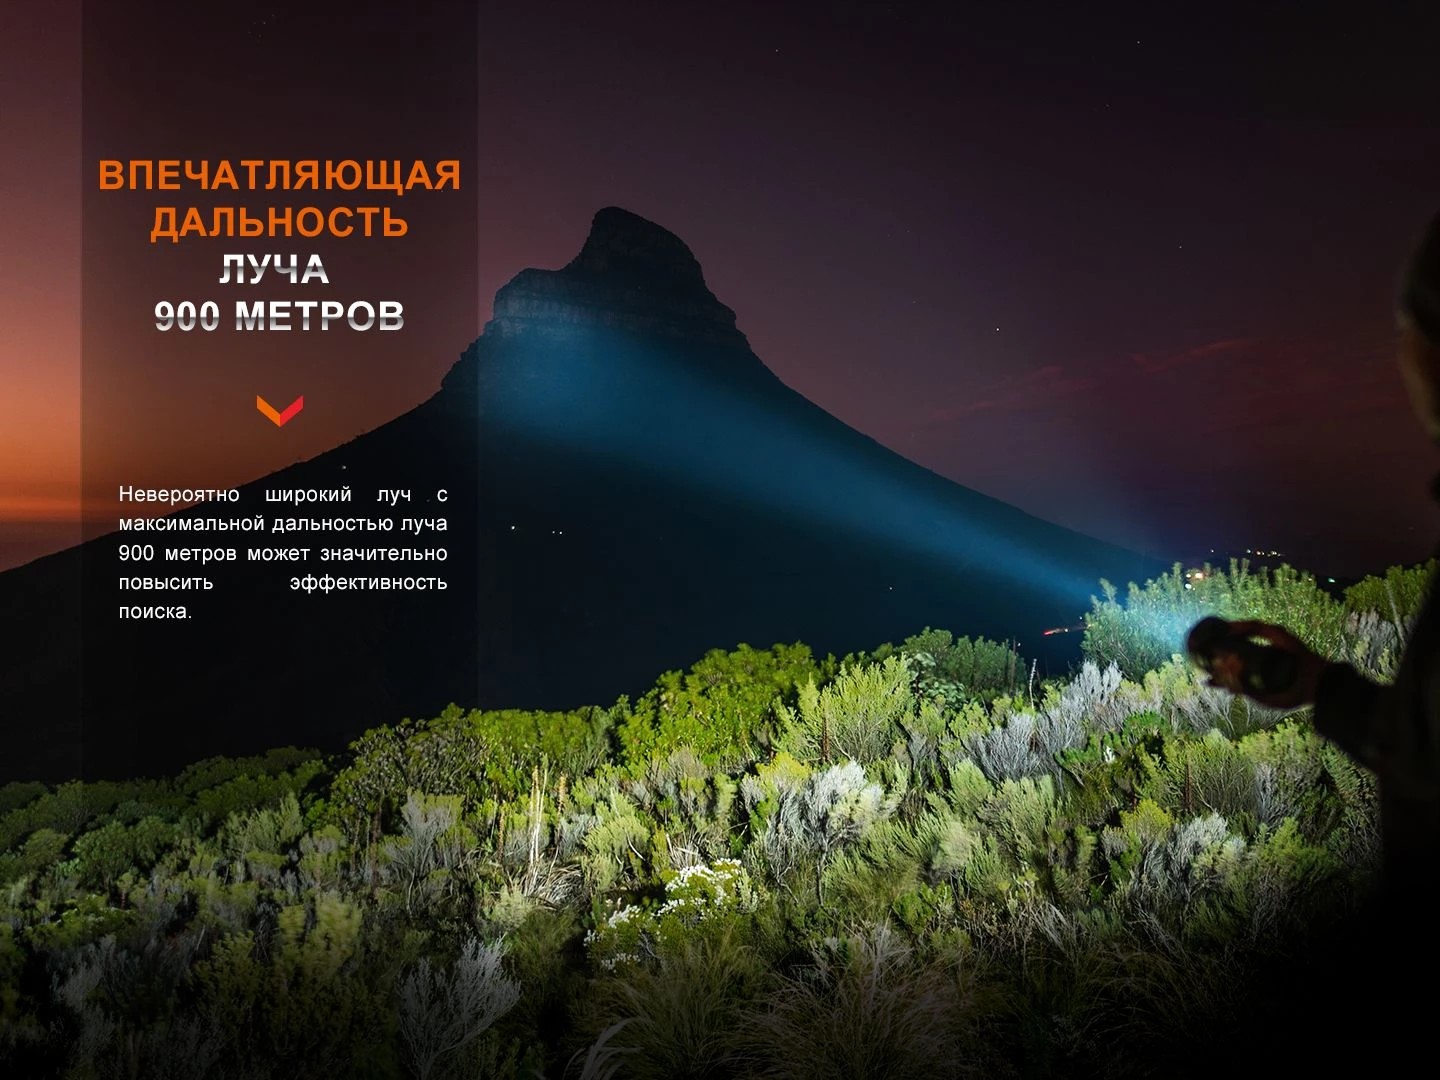 ВПЕЧАТЛЯЮЩАЯ
ДАЛЬНОСТЬ
ЛУЧА
900 МЕТРОВ
Невероятно широкий луч с
максимальной дальностью луча
900 метров может значительно
повысить эффективность
поиска.